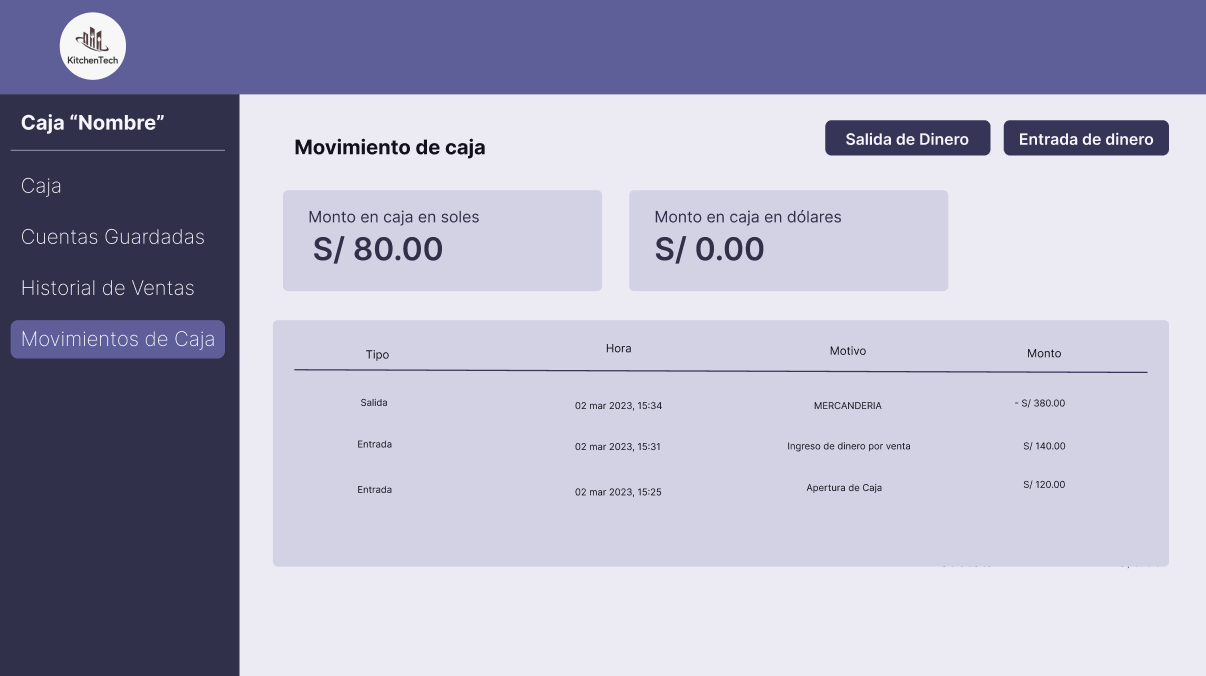 KitchenTech
Caja “Nombre”
Caja
Cuentas Guardadas
Historial de Ventas
Movimientos de Caja
Movimiento de caja
Salida de Dinero
Entrada de dinero
Monto en caja en soles
S/ 80.00
Monto en caja en dólares
S/ 0.00
Tipo Hora Motivo Monto
Salida 02 mar 2023, 15:34 MERCANDERIA - S/ 380.00
Entrada 02 mar 2023, 15:31 Ingreso de dinero por venta S/ 140.00
Entrada 02 mar 2023, 15:25 Apertura de Caja S/ 120.00